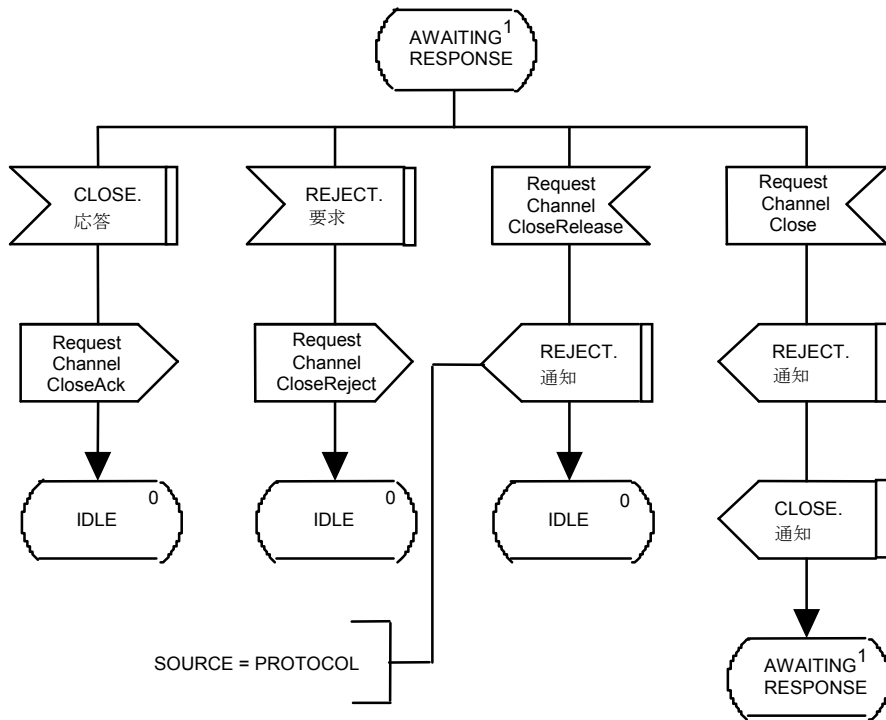 AWAITING 1
RESPONSE
CLOSE.
応答
REJECT.
要求
Request
Channel
CloseRelease
Request
Channel
Close
Request
Channel
CloseAck
Request
Channel
CloseReject
REJECT.
通知
REJECT.
通知
0
IDLE
0
IDLE
0
IDLE
CLOSE.
通知
SOURCE = PROTOCOL
AWAITING 1
RESPONSE